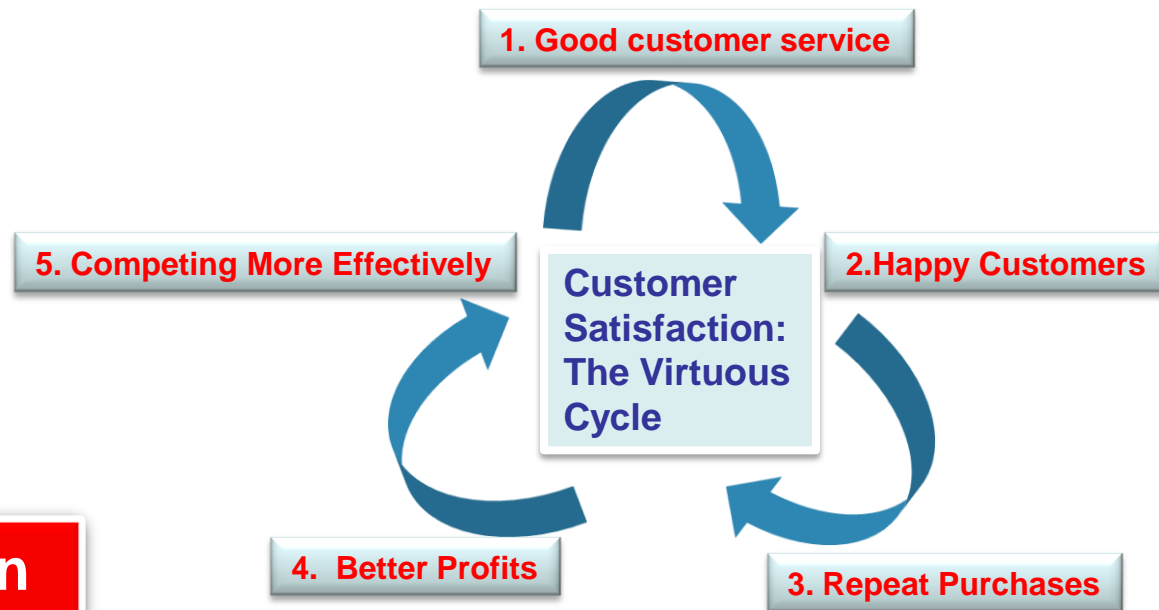 1. Good customer service
5. Competing More Effectively
2.Happy Customers
Customer
Satisfaction:
The Virtuous
Cycle
4. Better Profits
3. Repeat Purchases